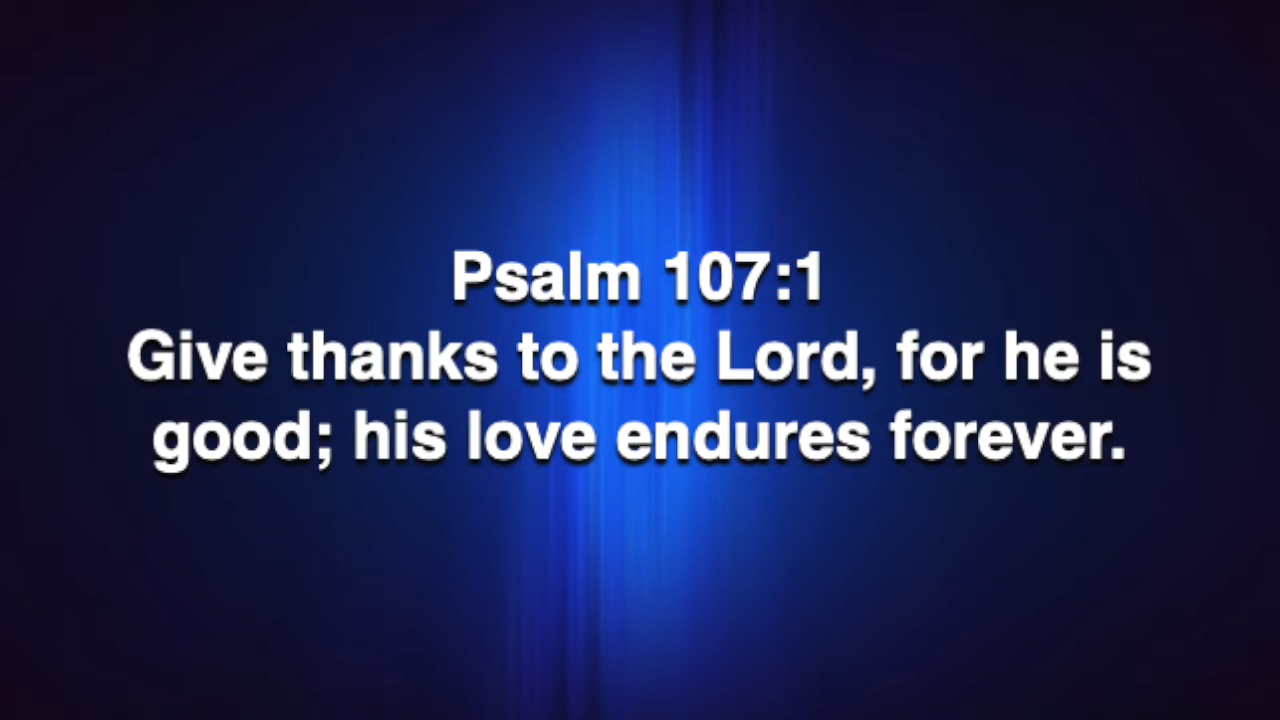 Psalm 107:1
Give thanks to the Lord, for he is
good; his love endures forever.